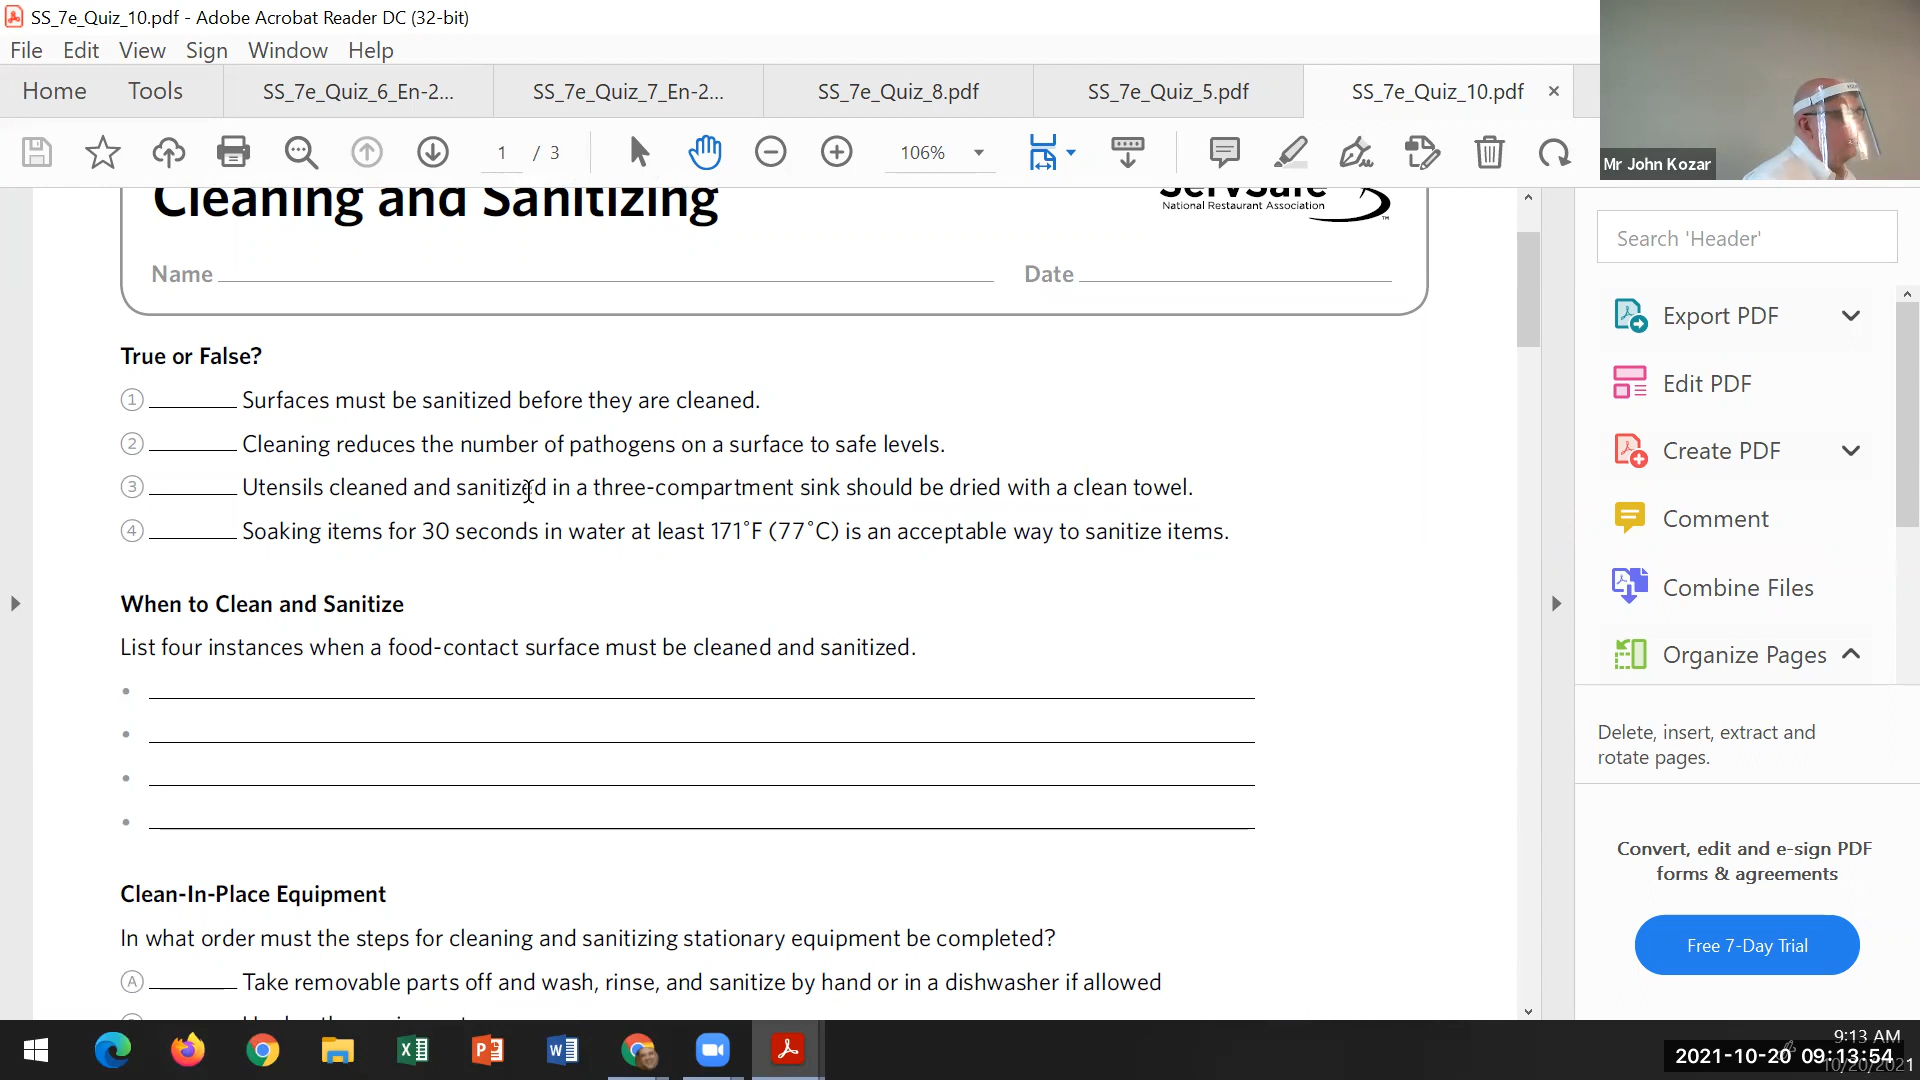 SS_7e_Quiz_10.pdf - Adobe Acrobat Reader DC (32-bit)
File Edit View Sign Window Help
Home Tools SS_7e_Quiz_6_En-2... SS_7e_Quiz_7_En-2... SS_7e_Quiz_8.pdf SS_7e_Quiz_5.pdf SS_7e_Quiz_10.pdf ×
1 / 3 106%
Mr John Kozar
Cleaning and Sanitizing
ServSafe
National Restaurant Association
TM
Name Date
True or False?
1 Surfaces must be sanitized before they are cleaned.
2 Cleaning reduces the number of pathogens on a surface to safe levels.
3 Utensils cleaned and sanitized in a three-compartment sink should be dried with a clean towel.
4 Soaking items for 30 seconds in water at least 171°F (77°C) is an acceptable way to sanitize items.
When to Clean and Sanitize
List four instances when a food-contact surface must be cleaned and sanitized.
•
•
•
•
Clean-In-Place Equipment
In what order must the steps for cleaning and sanitizing stationary equipment be completed?
A Take removable parts off and wash, rinse, and sanitize by hand or in a dishwasher if allowed
Search 'Header'
Export PDF
Edit PDF
Create PDF
Comment
Combine Files
Organize Pages
Delete, insert, extract and
rotate pages.
Convert, edit and e-sign PDF
forms & agreements
Free 7-Day Trial
9:13 AM
2021-10-20 09:13:54
10/20/2021